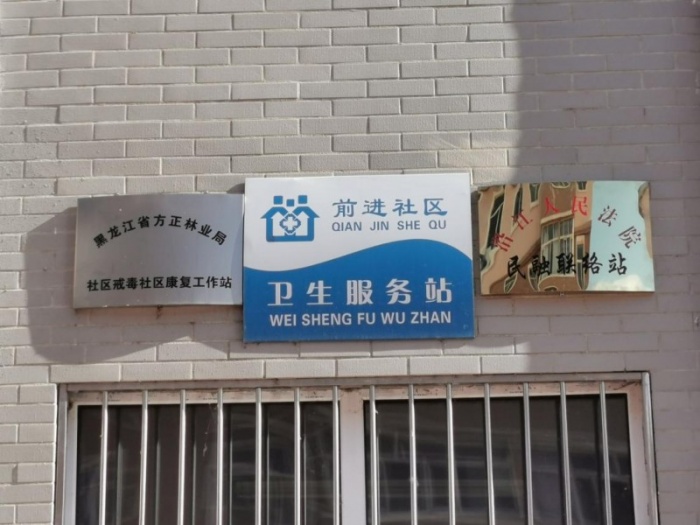 黑龙江省方正林业局
社区戒毒社区康复工作站
前进社区
QIAN JIN SHE QU
卫生服务站
WEI SHENG FU WU ZHAN
人民法院
民融联络站